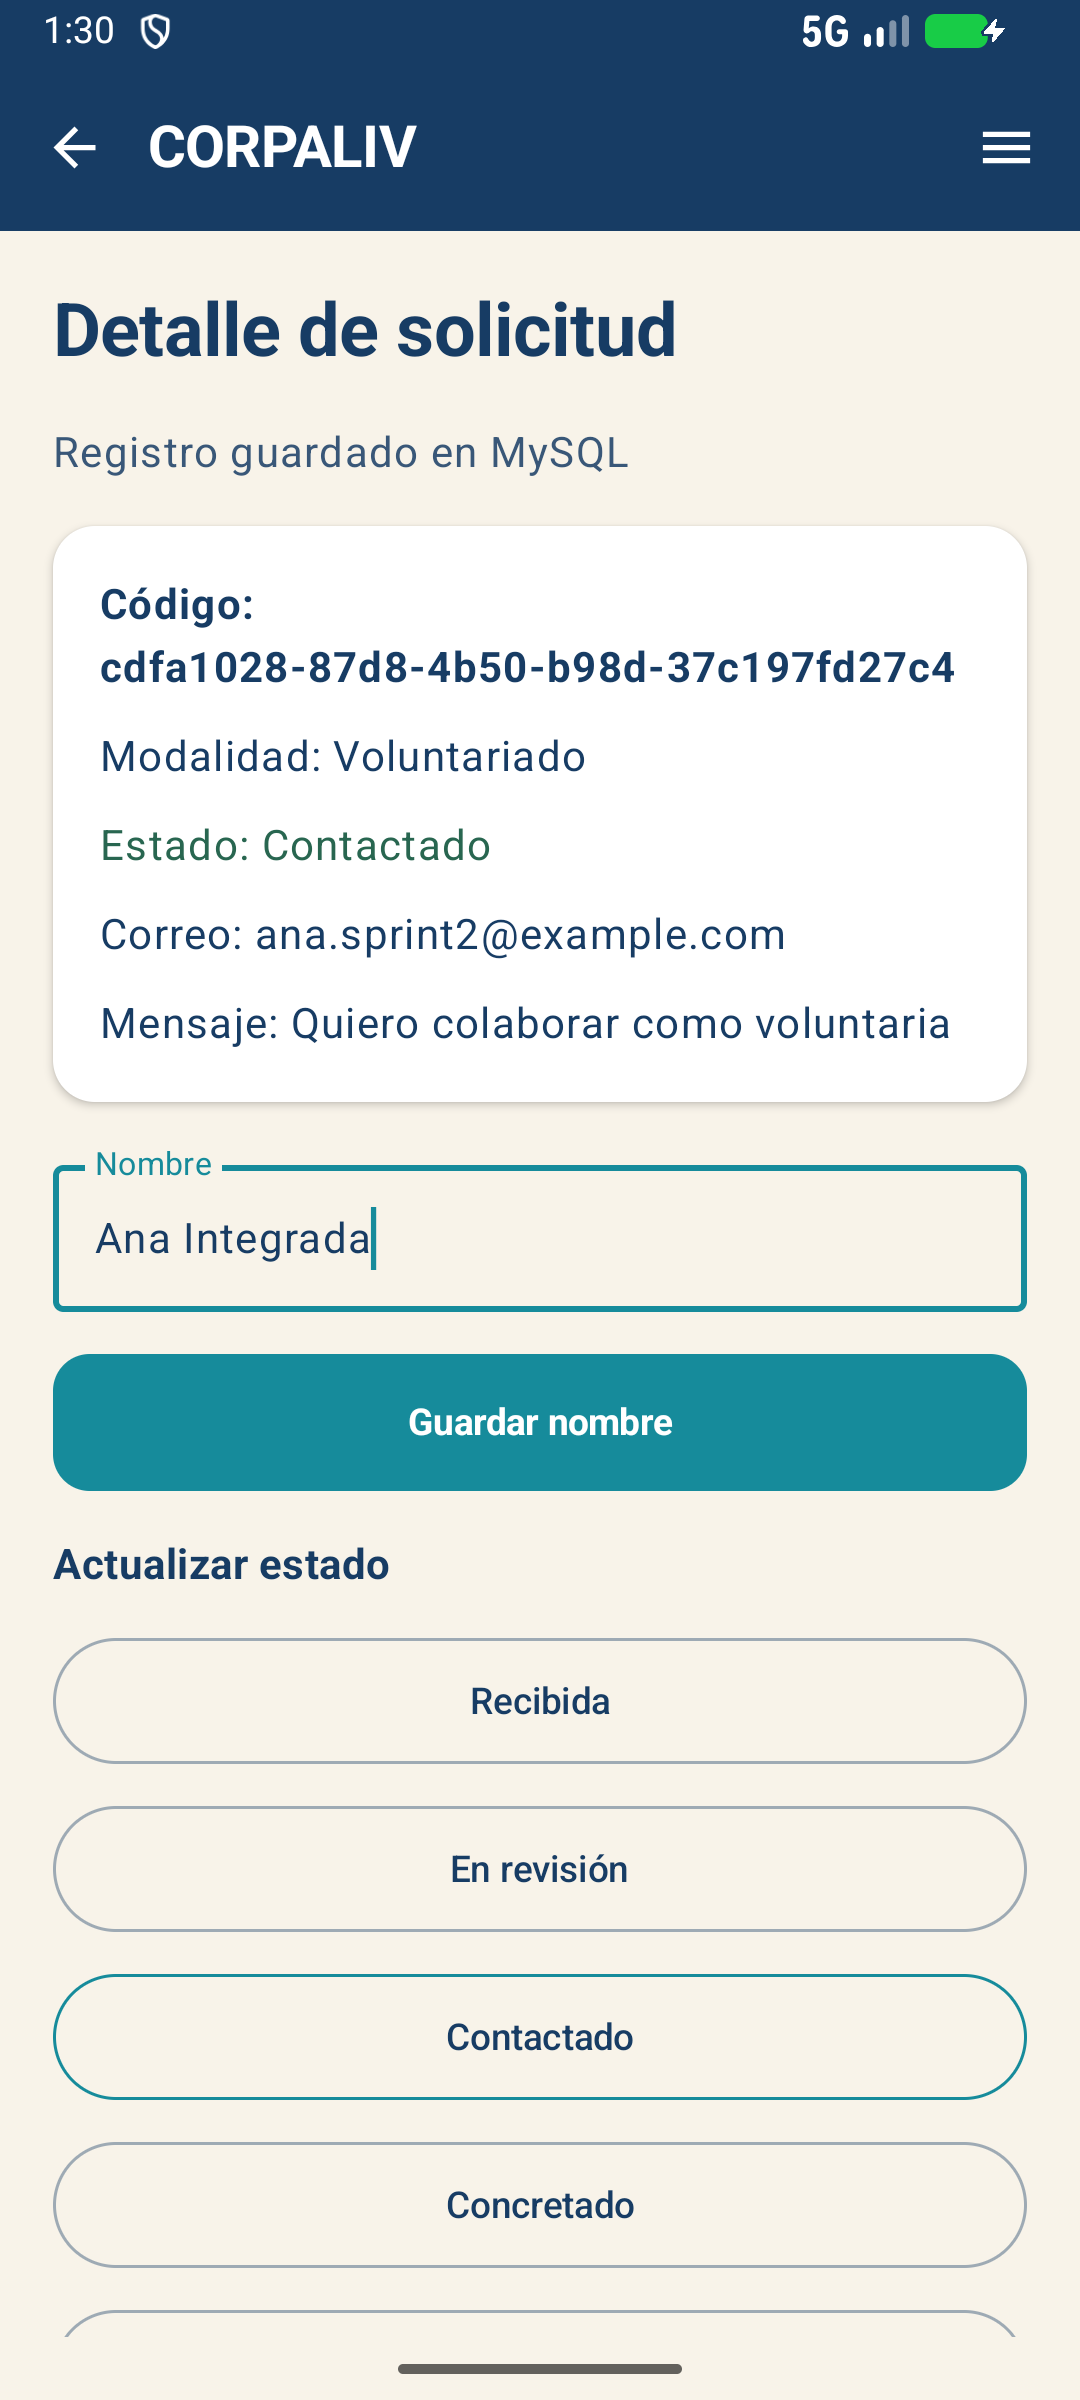 1:30
5G
CORPALIV
Detalle de solicitud
Registro guardado en MySQL
Código:
cdfa1028-87d8-4b50-b98d-37c197fd27c4
Modalidad: Voluntariado
Estado: Contactado
Correo: ana.sprint2@example.com
Mensaje: Quiero colaborar como voluntaria
Nombre
Ana Integrada
Guardar nombre
Actualizar estado
Recibida
En revisión
Contactado
Concretado